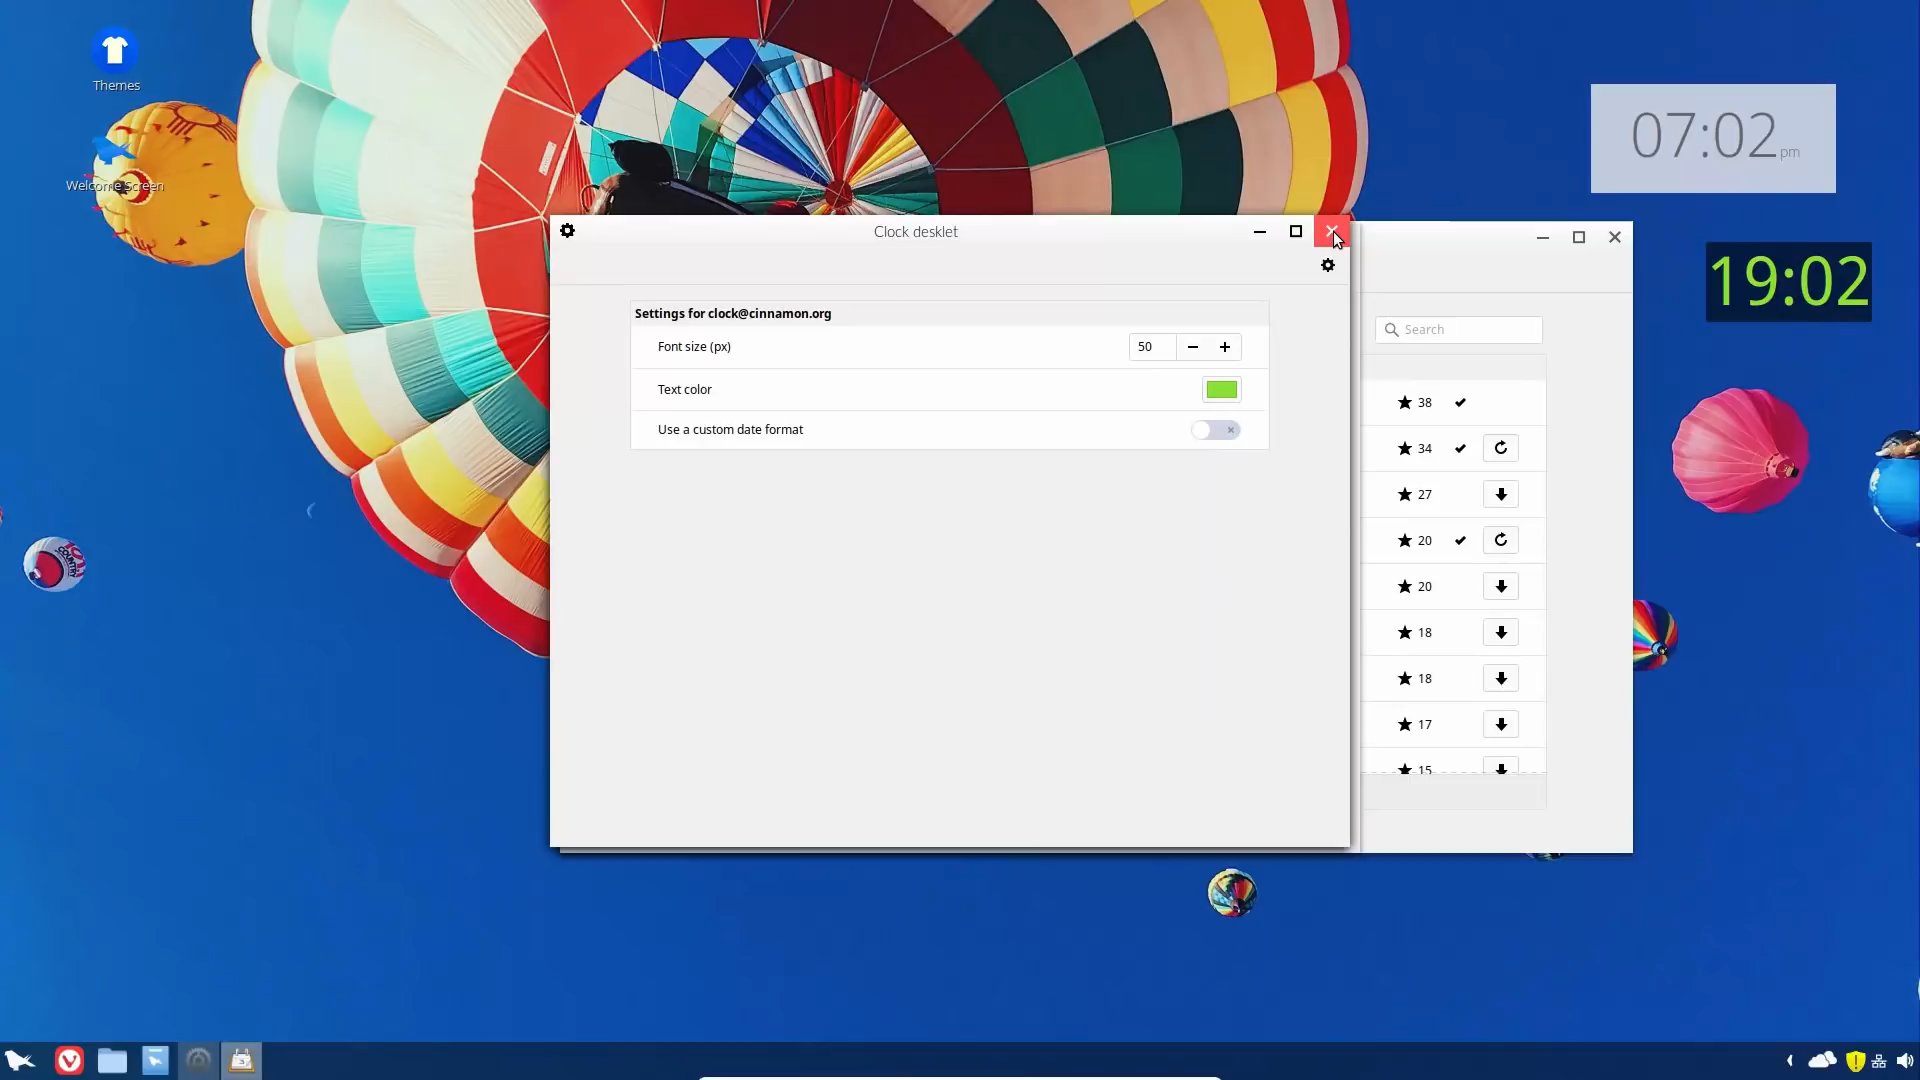 Themes
Welcome Screen
07:02 pm
19:02
Clock desklet
Settings for clock@cinnamon.org
Font size (px)
50
Text color
Use a custom date format
Search
38
34
27
20
20
18
18
17
15